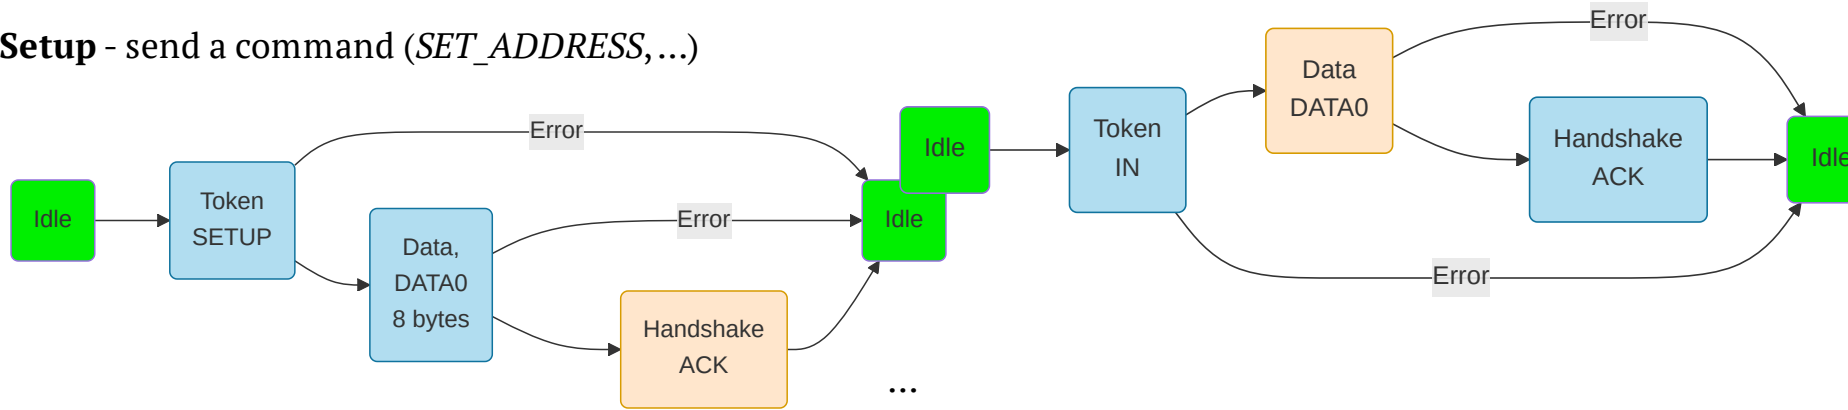 Setup - send a command (SET_ADDRESS, ...)
Idle
Token
SETUP
Error
Data,
DATA0
8 bytes
Error
Handshake
ACK
Idle
...
Idle
Token
IN
Data
DATA0
Error
Handshake
ACK
Error
Idle